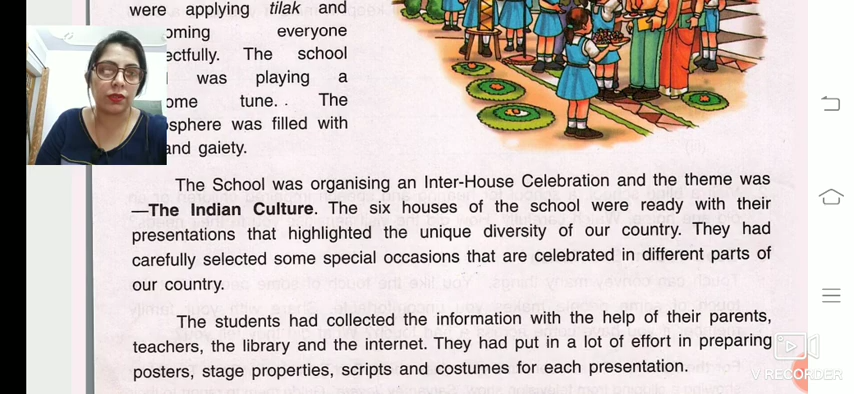 were applying tilak and
oming everyone
ectfully. The school
was playing a
ome tune. . The
osphere was filled with
and gaiety.
The School was organising an Inter-House Celebration and the theme was
—The Indian Culture. The six houses of the school were ready with their
presentations that highlighted the unique diversity of our country. They had
carefully selected some special occasions that are celebrated in different parts of
our country.
The students had collected the information with the help of their parents,
teachers, the library and the internet. They had put in a lot of effort in preparing
posters, stage properties, scripts and costumes for each presentation.
V RECORDER